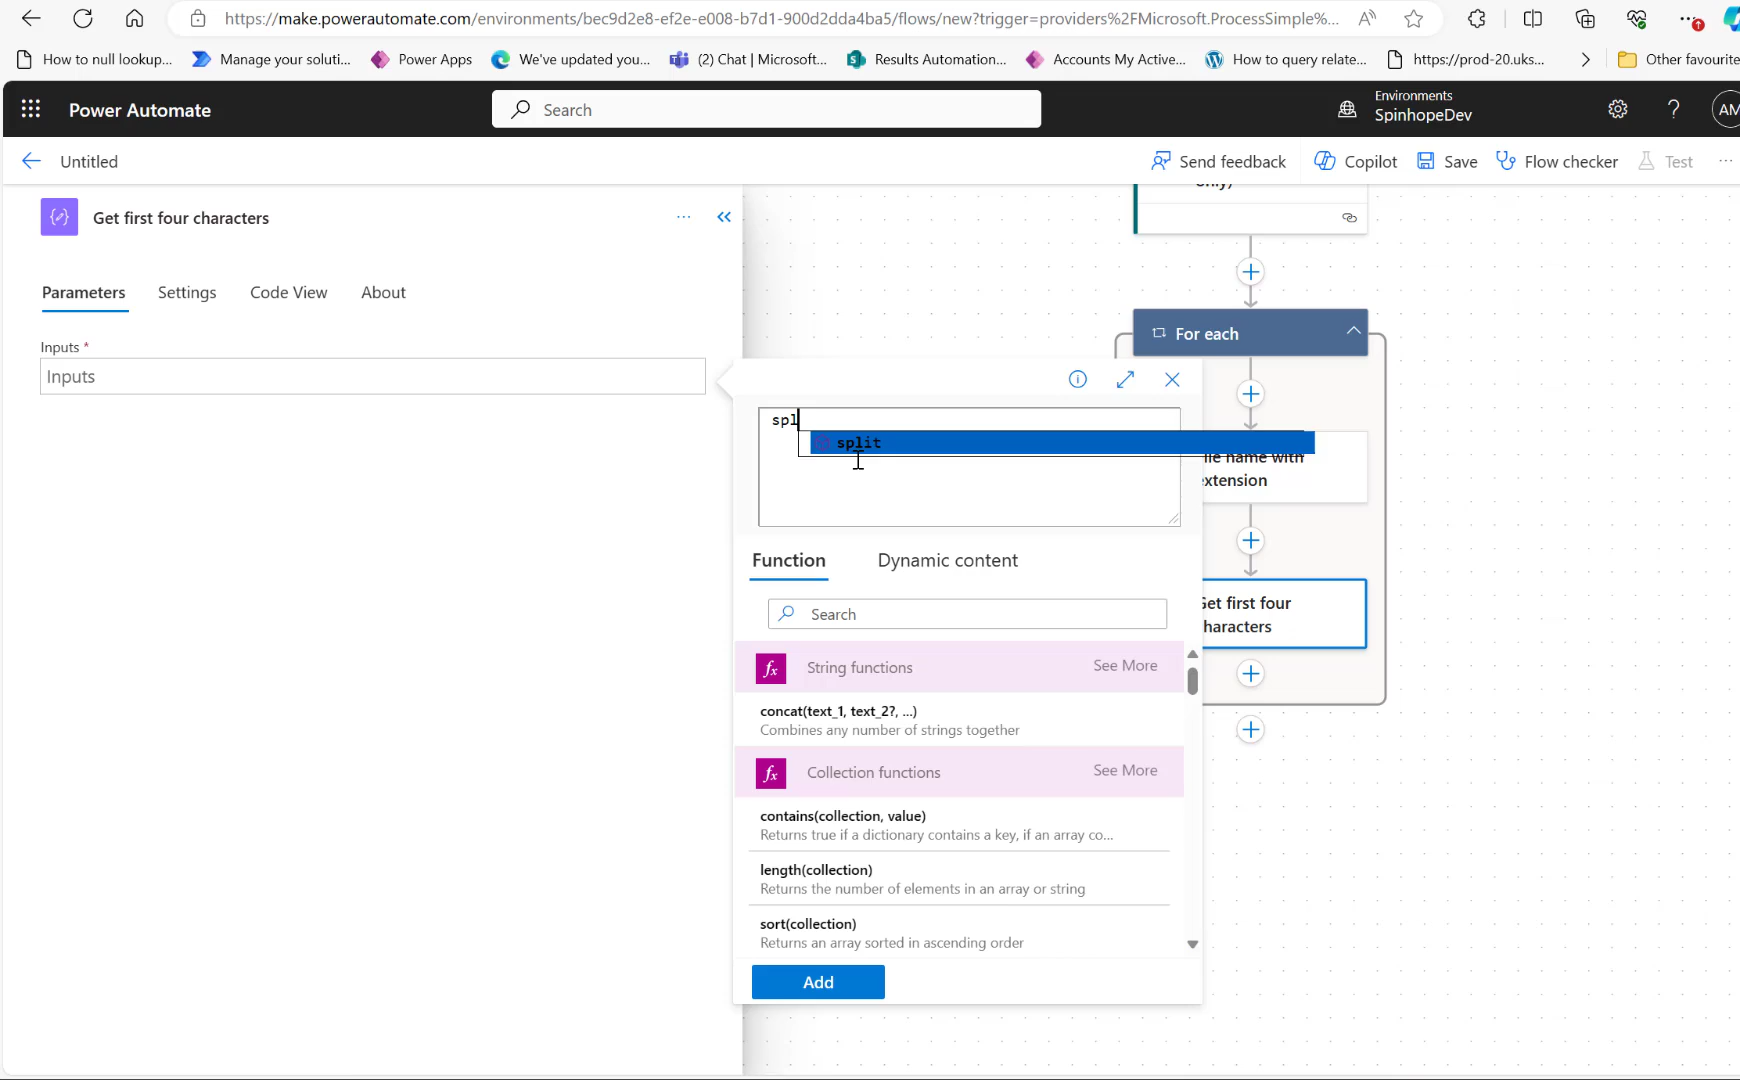 https://make.powerautomate.com/environments/bec9d2e8-ef2e-e008-b7d1-900d2dda4ba5/flows/new?trigger=providers%2FMicrosoft.ProcessSimple%...
How to null lookup...
Manage your soluti...
Power Apps
We've updated you...
(2) Chat | Microsoft...
Results Automation...
Accounts My Active...
How to query relate...
https://prod-20.uks...
Other favourite
Power Automate
Search
Environments
SpinhopeDev
AM
Untitled
Send feedback
Copilot
Save
Flow checker
Test
Get first four characters
only)
Parameters
Settings
Code View
About
For each
Inputs *
Inputs
spl
split
ile name with
extension
Function
Dynamic content
Search
Get first four
haracters
String functions
See More
concat(text_1, text_2?, ...)
Combines any number of strings together
Collection functions
See More
contains(collection, value)
Returns true if a dictionary contains a key, if an array co...
length(collection)
Returns the number of elements in an array or string
sort(collection)
Returns an array sorted in ascending order
Add